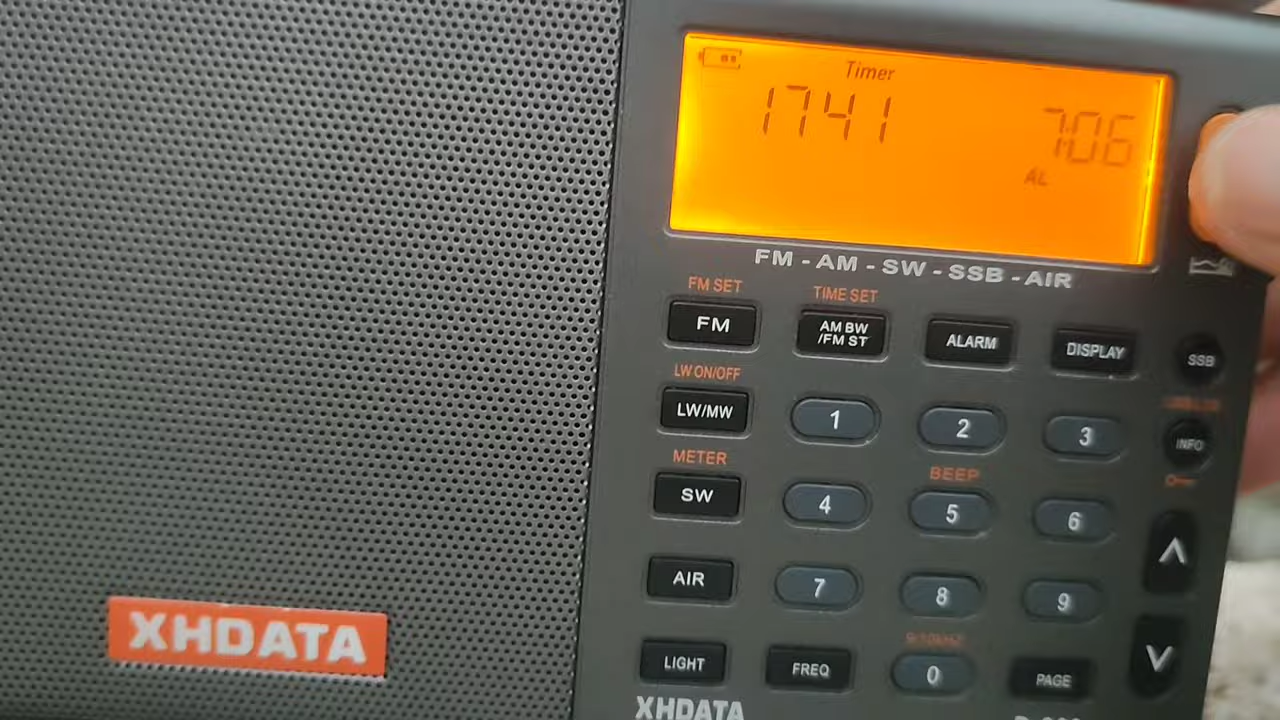 Timer
1741 7:06
AL
FM - AM - SW - SSB - AIR
FM SET TIME SET
FM AM BW /FM ST ALARM DISPLAY SSB
LW ON/OFF
LW/MW 1 2 3 INFO
METER BEEP
SW 4 5 6
AIR 7 8 9
9/10kHz
LIGHT FREQ 0 PAGE
XHDATA
XHDATA